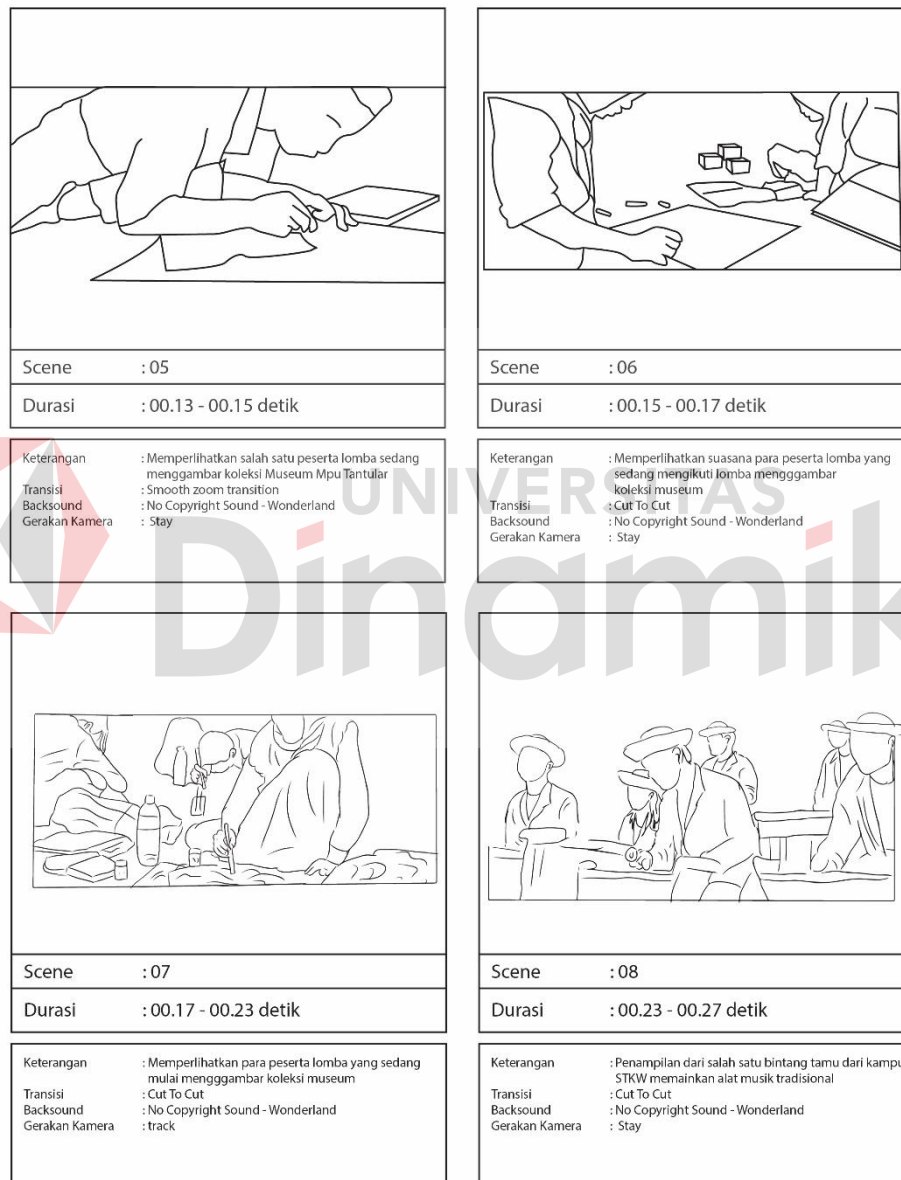 Scene : 05
Durasi : 00.13 - 00.15 detik
Keterangan : Memperlihatkan salah satu peserta lomba sedang
menggambar koleksi Museum Mpu Tantular
Transisi : Smooth zoom transition
Backsound : No Copyright Sound - Wonderland
Gerakan Kamera : Stay
Scene : 06
Durasi : 00.15 - 00.17 detik
Keterangan : Memperlihatkan suasana para peserta lomba yang
sedang mengikuti lomba mengggambar
koleksi museum
Transisi : Cut To Cut
Backsound : No Copyright Sound - Wonderland
Gerakan Kamera : Stay
UNIVERSITAS
Dinamik
Scene : 07
Durasi : 00.17 - 00.23 detik
Keterangan : Memperlihatkan para peserta lomba yang sedang
mulai mengggambar koleksi museum
Transisi : Cut To Cut
Backsound : No Copyright Sound - Wonderland
Gerakan Kamera : track
Scene : 08
Durasi : 00.23 - 00.27 detik
Keterangan : Penampilan dari salah satu bintang tamu dari kampu
STKW memainkan alat musik tradisional
Transisi : Cut To Cut
Backsound : No Copyright Sound - Wonderland
Gerakan Kamera : Stay